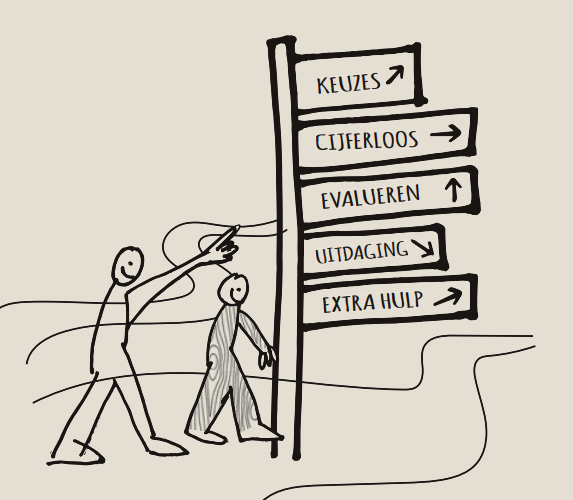 KEUZES
CIJFERLOOS
EVALUEREN
UITDAGING
EXTRA HULP